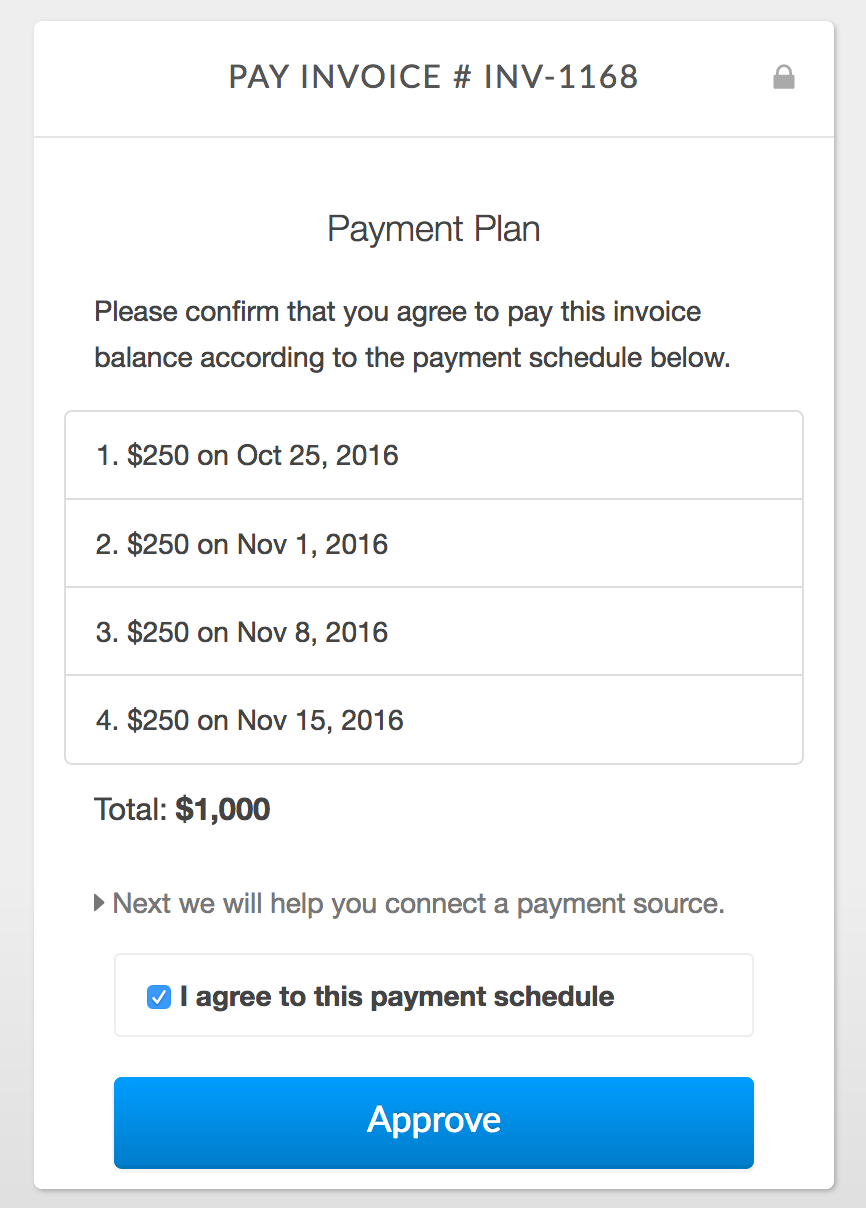 PAY INVOICE # INV-1168
Payment Plan
Please confirm that you agree to pay this invoice
balance according to the payment schedule below.
1. $250 on Oct 25, 2016
2. $250 on Nov 1, 2016
3. $250 on Nov 8, 2016
4. $250 on Nov 15, 2016
Total: $1,000
Next we will help you connect a payment source.
I agree to this payment schedule
Approve